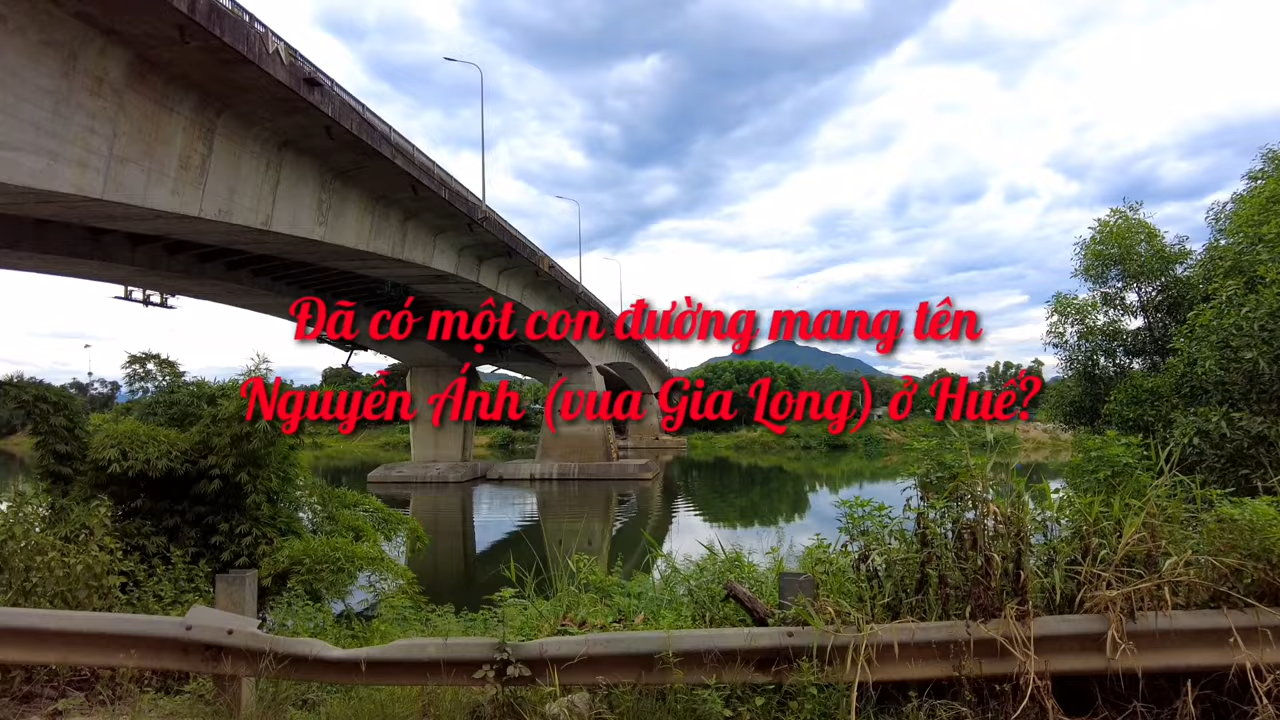 Đã có một con đường mang tên
Nguyễn Ánh (vua Gia Long) ở Huế?